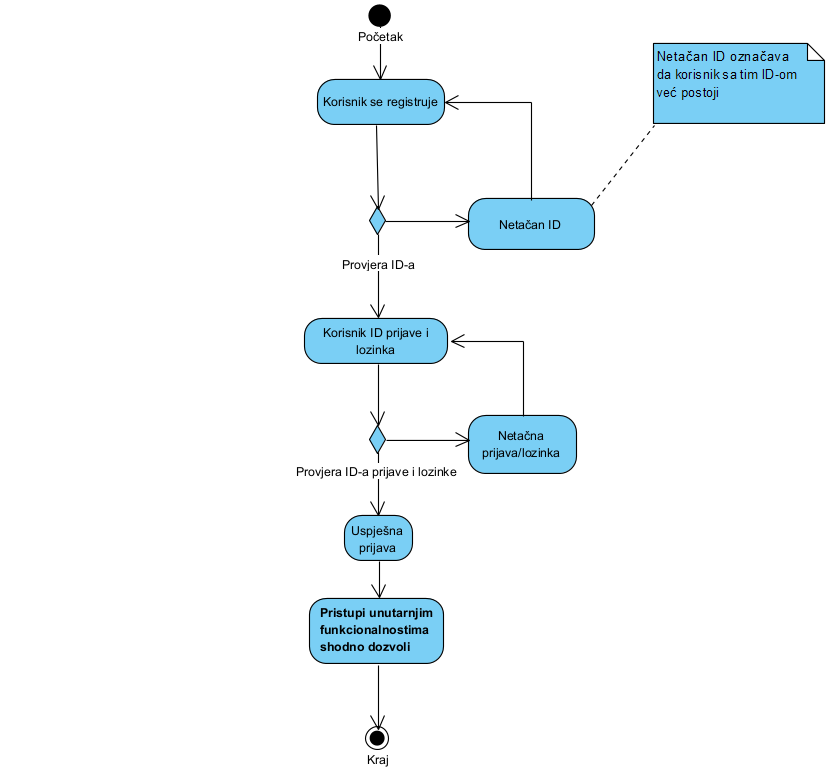 Početak
Netačan ID označava
da korisnik sa tim ID-om
već postoji
Korisnik se registruje
Netačan ID
Provjera ID-a
Korisnik ID prijave i
lozinka
Netačna
prijava/lozinka
Provjera ID-a prijave i lozinke
Uspješna
prijava
Pristupi unutarnjim
funkcionalnostima
shodno dozvoli
Kraj